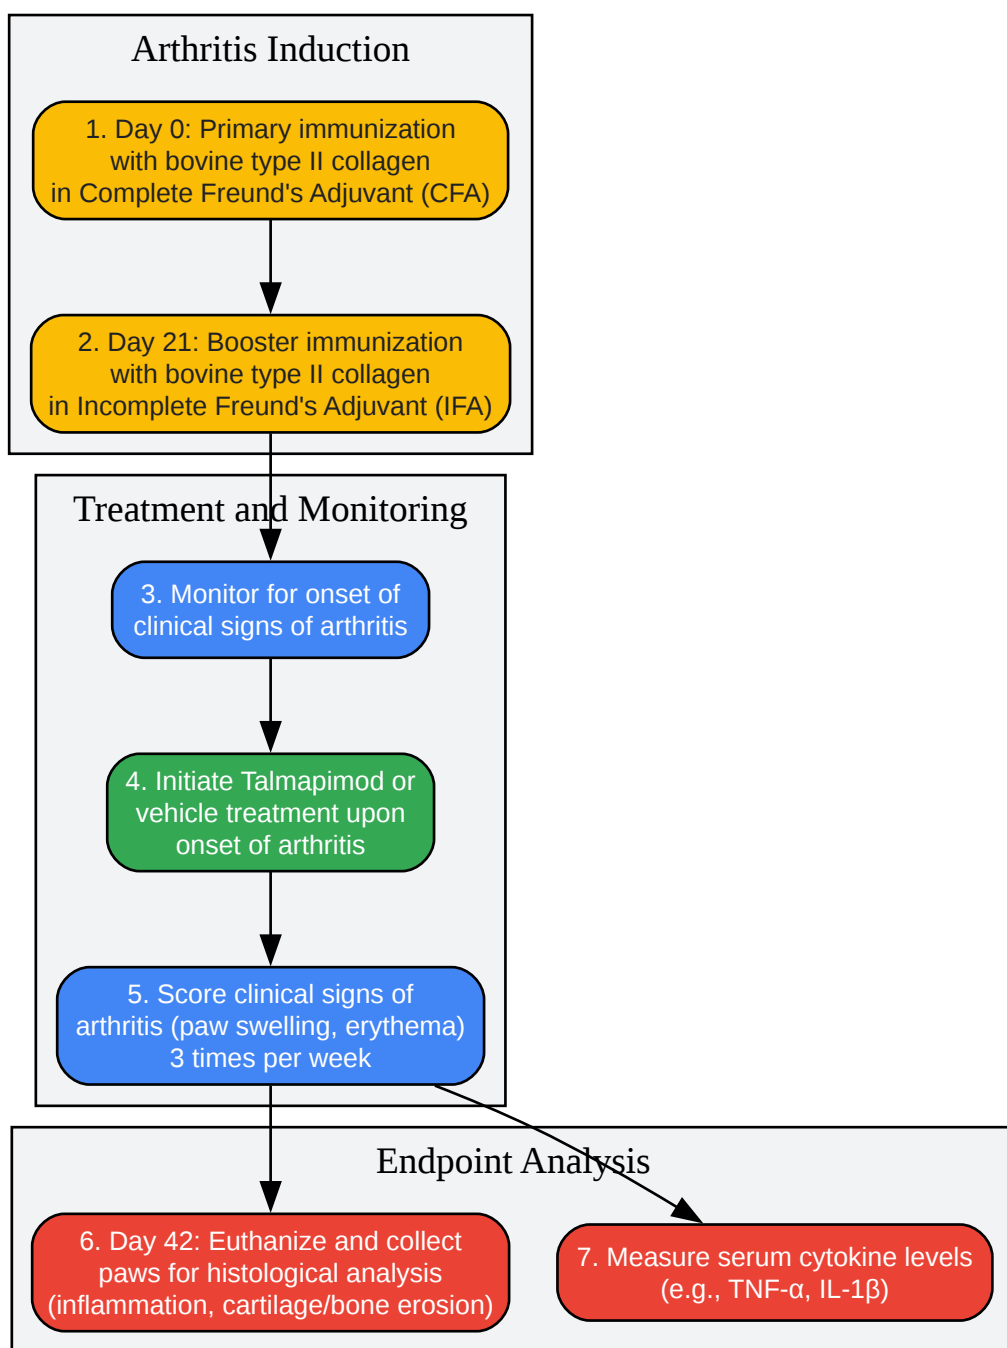 Arthritis Induction
1. Day 0: Primary immunization
with bovine type II collagen
in Complete Freund's Adjuvant (CFA)
2. Day 21: Booster immunization
with bovine type II collagen
in Incomplete Freund's Adjuvant (IFA)
Treatment and Monitoring
3. Monitor for onset of
clinical signs of arthritis
4. Initiate Talmapimod or
vehicle treatment upon
onset of arthritis
5. Score clinical signs of
arthritis (paw swelling, erythema)
3 times per week
Endpoint Analysis
6. Day 42: Euthanize and collect
paws for histological analysis
(inflammation, cartilage/bone erosion)
7. Measure serum cytokine levels
(e.g., TNF-α, IL-1β)